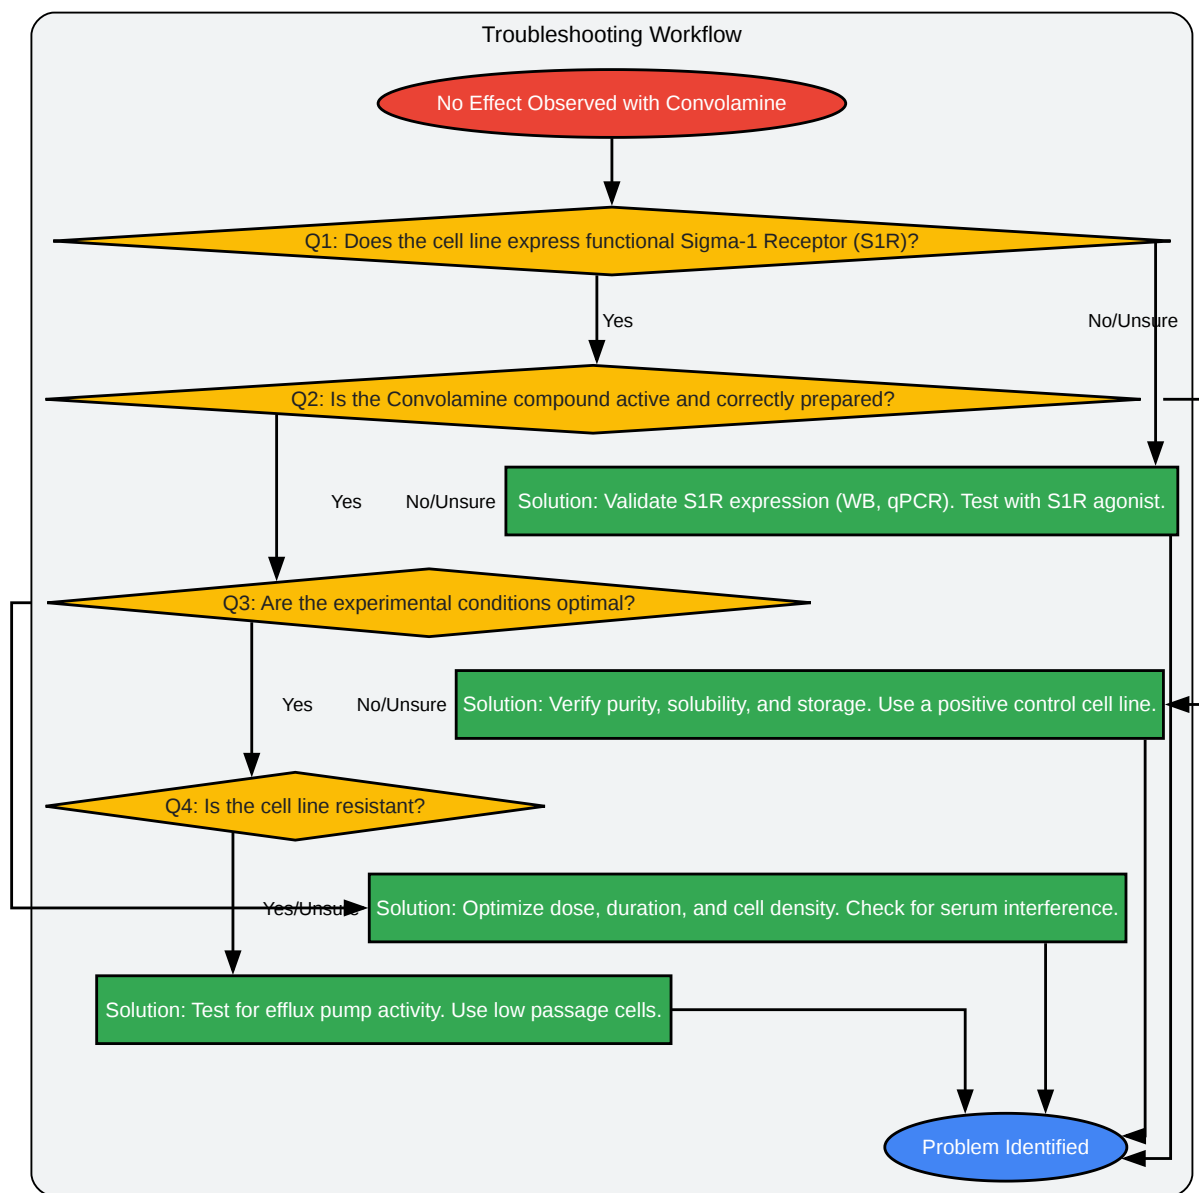 Troubleshooting Workflow
No Effect Observed with Convolamine
Q1: Does the cell line express functional Sigma-1 Receptor (S1R)?
Yes
No/Unsure
Q2: Is the Convolamine compound active and correctly prepared?
Yes
No/Unsure
Solution: Validate S1R expression (WB, qPCR). Test with S1R agonist.
Q3: Are the experimental conditions optimal?
Yes
No/Unsure
Solution: Verify purity, solubility, and storage. Use a positive control cell line.
Q4: Is the cell line resistant?
Yes/Unsure
Solution: Optimize dose, duration, and cell density. Check for serum interference.
Solution: Test for efflux pump activity. Use low passage cells.
Problem Identified